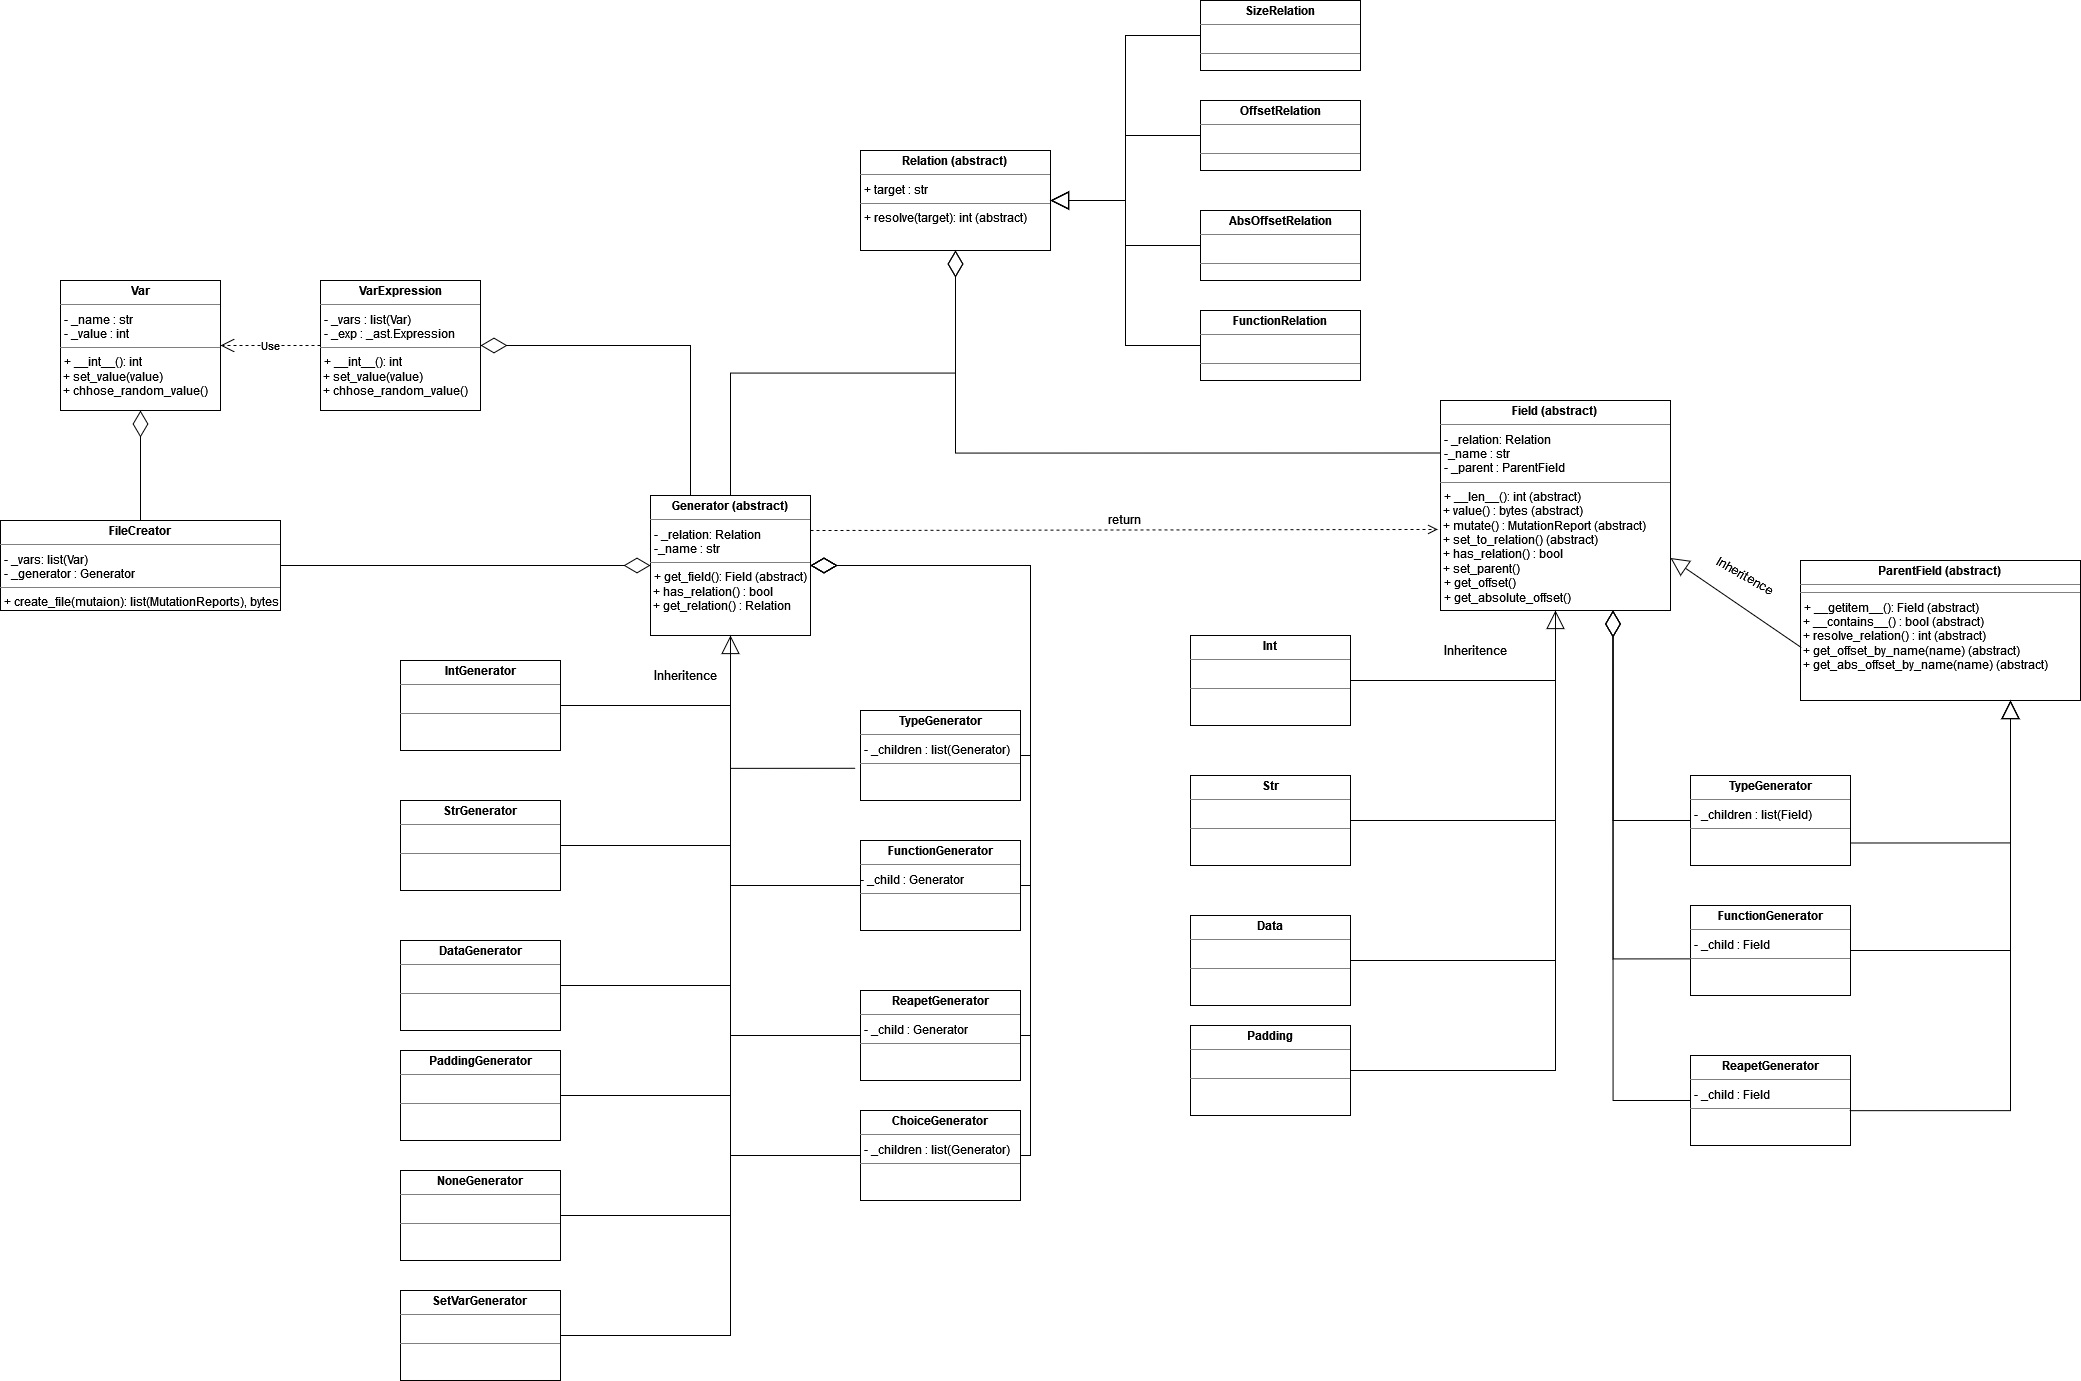 SizeRelation
OffsetRelation
AbsOffsetRelation
FunctionRelation
Relation (abstract)
+ target : str
+ resolve(target): int (abstract)
Var
- _name : str
- _value : int
+ __int__(): int
+ set_value(value)
+ chhose_random_value()
Use
VarExpression
- _vars : list(Var)
- _exp : _ast.Expression
+ __int__(): int
+ set_value(value)
+ chhose_random_value()
FileCreator
- _vars: list(Var)
- _generator : Generator
+ create_file(mutaion): list(MutationReports), bytes
Generator (abstract)
- _relation: Relation
-_name : str
+ get_field(): Field (abstract)
+ has_relation() : bool
+ get_relation() : Relation
return
Field (abstract)
- _relation: Relation
-_name : str
- _parent : ParentField
+ __len__(): int (abstract)
+ value() : bytes (abstract)
+ mutate() : MutationReport (abstract)
+ set_to_relation() (abstract)
+ has_relation() : bool
+ set_parent()
+ get_offset()
+ get_absolute_offset()
Inheritence
ParentField (abstract)
+ __getitem__(): Field (abstract)
+ __contains__() : bool (abstract)
+ resolve_relation() : int (abstract)
+ get_offset_by_name(name) (abstract)
+ get_abs_offset_by_name(name) (abstract)
Inheritence
IntGenerator
StrGenerator
DataGenerator
PaddingGenerator
NoneGenerator
SetVarGenerator
TypeGenerator
- _children : list(Generator)
FunctionGenerator
- _child : Generator
ReapetGenerator
- _child : Generator
ChoiceGenerator
- _children : list(Generator)
Inheritence
Int
Str
Data
Padding
TypeGenerator
- _children : list(Field)
FunctionGenerator
- _child : Field
ReapetGenerator
- _child : Field